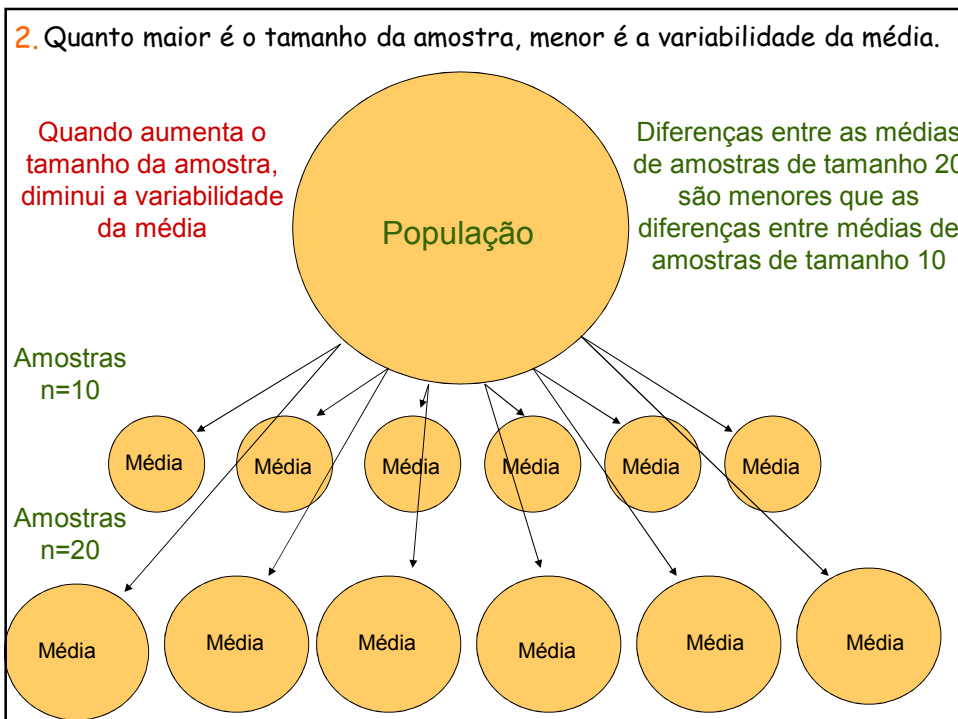 2. Quanto maior é o tamanho da amostra, menor é a variabilidade da média.
Quando aumenta o
tamanho da amostra,
diminui a variabilidade
da média
População
Diferenças entre as médias
de amostras de tamanho 20
são menores que as
diferenças entre médias de
amostras de tamanho 10
Amostras
n=10
Média
Média
Média
Média
Média
Média
Amostras
n=20
Média
Média
Média
Média
Média
Média